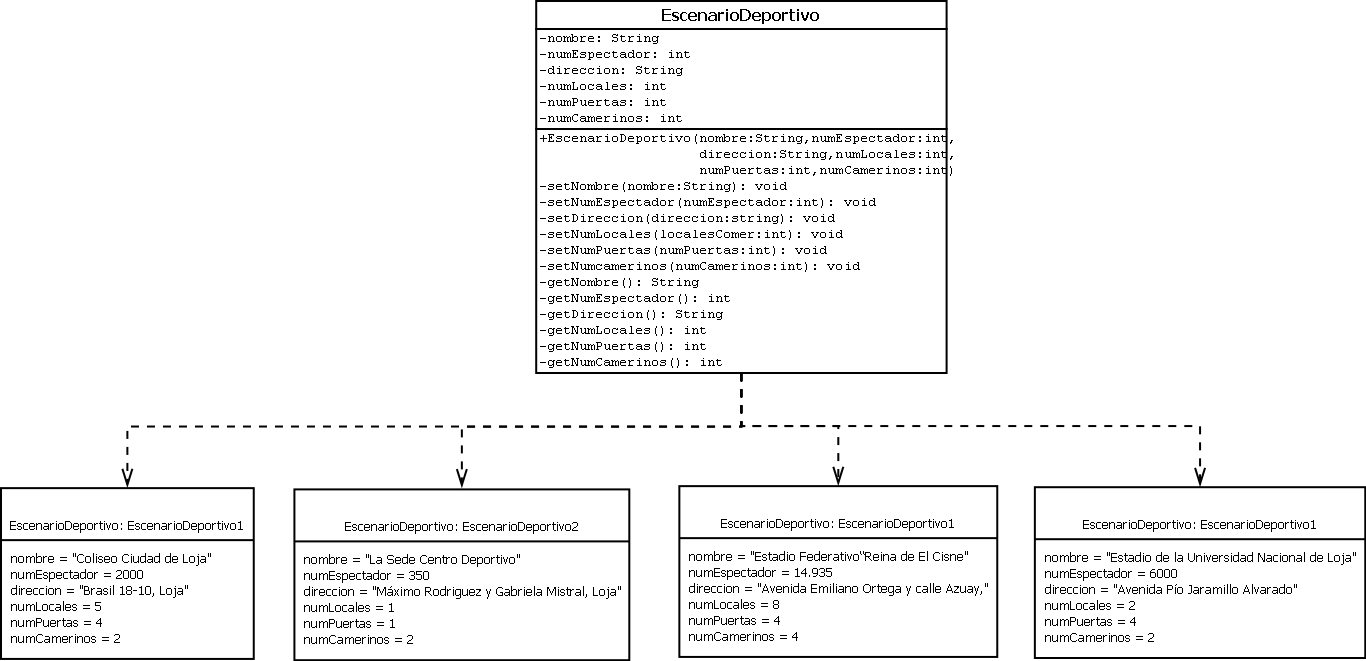 EscenarioDeportivo
-nombre: String
-numEspectador: int
-direccion: String
-numLocales: int
-numPuertas: int
-numCamerinos: int
+EscenarioDeportivo(nombre:String,numEspectador:int,
direccion:String,numLocales:int,
numPuertas:int,numCamerinos:int)
-setNombre(nombre:String): void
-setNumEspectador(numEspectador:int): void
-setDireccion(direccion:string): void
-setNumLocales(localesComer:int): void
-setNumPuertas(numPuertas:int): void
-setNumcamerinos(numCamerinos:int): void
-getNombre(): String
-getNumEspectador(): int
-getDireccion(): String
-getNumLocales(): int
-getNumPuertas(): int
-getNumCamerinos(): int
EscenarioDeportivo: EscenarioDeportivo1
nombre = "Coliseo Ciudad de Loja"
numEspectador = 2000
direccion = "Brasil 18-10, Loja"
numLocales = 5
numPuertas = 4
numCamerinos = 2
EscenarioDeportivo: EscenarioDeportivo2
nombre = "La Sede Centro Deportivo"
numEspectador = 350
direccion = "Máximo Rodriguez y Gabriela Mistral, Loja"
numLocales = 1
numPuertas = 1
numCamerinos = 2
EscenarioDeportivo: EscenarioDeportivo1
nombre = "Estadio Federativo“Reina de El Cisne"
numEspectador = 14.935
direccion = "Avenida Emiliano Ortega y calle Azuay,"
numLocales = 8
numPuertas = 4
numCamerinos = 4
EscenarioDeportivo: EscenarioDeportivo1
nombre = "Estadio de la Universidad Nacional de Loja"
numEspectador = 6000
direccion = "Avenida Pío Jaramillo Alvarado"
numLocales = 2
numPuertas = 4
numCamerinos = 2